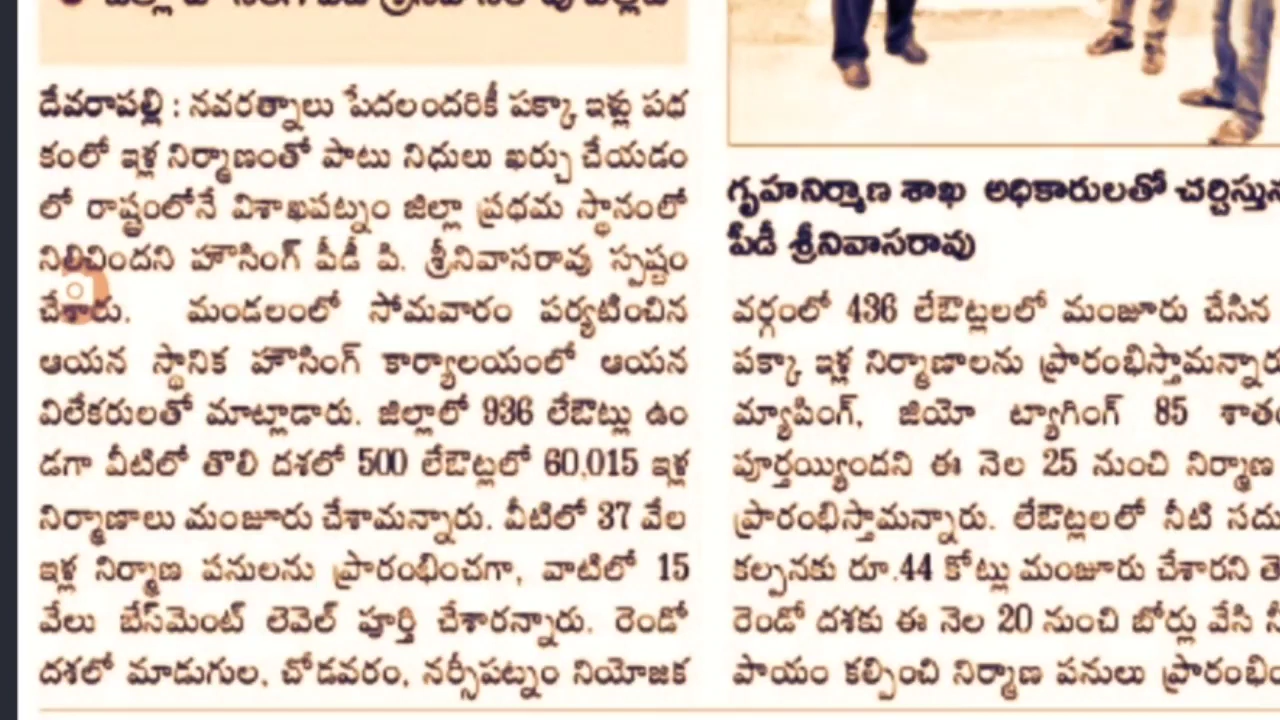 దేవరాపల్లి : నవరత్నాలు పేదలందరికీ పక్కా ఇళ్లు పథ
కంలో ఇళ్ల నిర్మాణంతో పాటు నిధులు ఖర్చు చేయడం
లో రాష్ట్రంలోనే విశాఖపట్నం జిల్లా ప్రథమ స్థానంలో
నిలిచిందని హౌసింగ్ పీడీ పి. శ్రీనివాసరావు స్పష్టం
చేశారు. మండలంలో సోమవారం పర్యటించిన
ఆయన స్థానిక హౌసింగ్ కార్యాలయంలో ఆయన
విలేకరులతో మాట్లాడారు. జిల్లాలో 936 లేఔట్లు ఉం
డగా వీటిలో తొలి దశలో 500 లేఔట్లలో 60,015 ఇళ్ల
నిర్మాణాలు మంజూరు చేశామన్నారు. వీటిలో 37 వేల
ఇళ్ల నిర్మాణ పనులను ప్రారంభించగా, వాటిలో 15
వేలు బేస్‌మెంట్ లెవెల్ పూర్తి చేశారన్నారు. రెండో
దశలో మాడుగుల, చోడవరం, నర్సీపట్నం నియోజక
గృహనిర్మాణ శాఖ అధికారులతో
పీడీ శ్రీనివాసరావు
వర్గంలో 436 లేఔట్లలలో మంజూరు చేసిన
పక్కా ఇళ్ల నిర్మాణాలను
మ్యాపింగ్, జియో ట్యాగింగ్ 85
పూర్తయ్యిందని ఈ నెల 25 నుంచి నిర్మాణ
ప్రారంభిస్తామన్నారు. లేఔట్లలలో నీటి
కల్పనకు రూ.44 కోట్లు మంజూరు చేశారని
రెండో దశకు ఈ నెల 20 నుంచి బోర్లు వేసి
పాయం కల్పించి నిర్మాణ పనులు